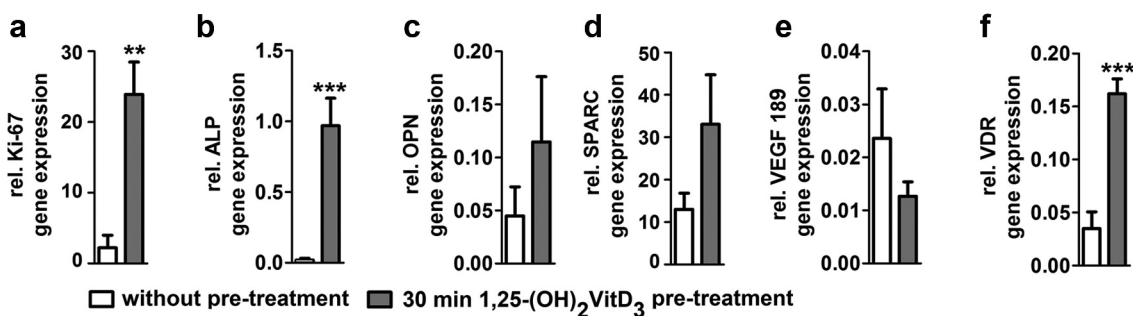 a
rel. Ki-67
gene expression
30
20
10
0
**
b
rel. ALP
gene expression
1.5
1.0
0.5
0.0
***
c
rel. OPN
gene expression
0.20
0.15
0.10
0.05
0.00
d
rel. SPARC
gene expression
50
40
30
20
10
0
e
rel. VEGF 189
gene expression
0.04
0.03
0.02
0.01
0.00
f
rel. VDR
gene expression
0.20
0.15
0.10
0.05
0.00
***
without pre-treatment 30 min 1,25-(OH)₂VitD₃ pre-treatment